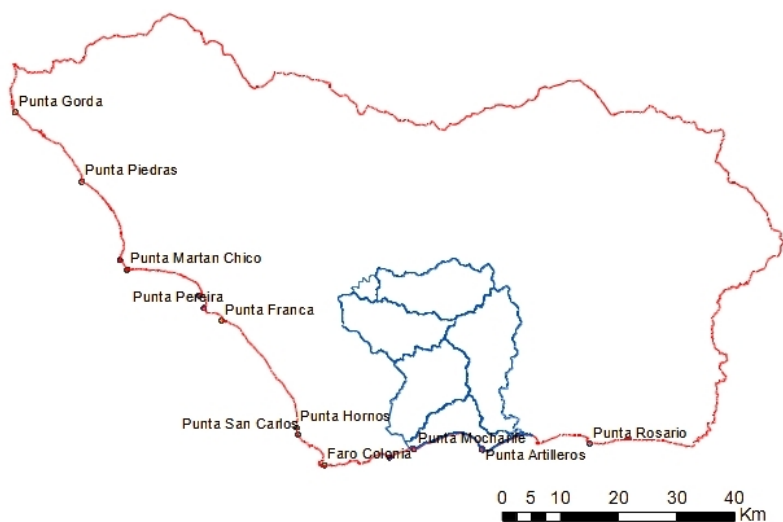 Punta Gorda
Punta Piedras
Punta Martan Chico
Punta Pereira
Punta Franca
Punta Hornos
Punta San Carlos
Punta Mocharife
Faro Colonia
Punta Rosario
Punta Artilleros
0 5 10 20 30 40
Km